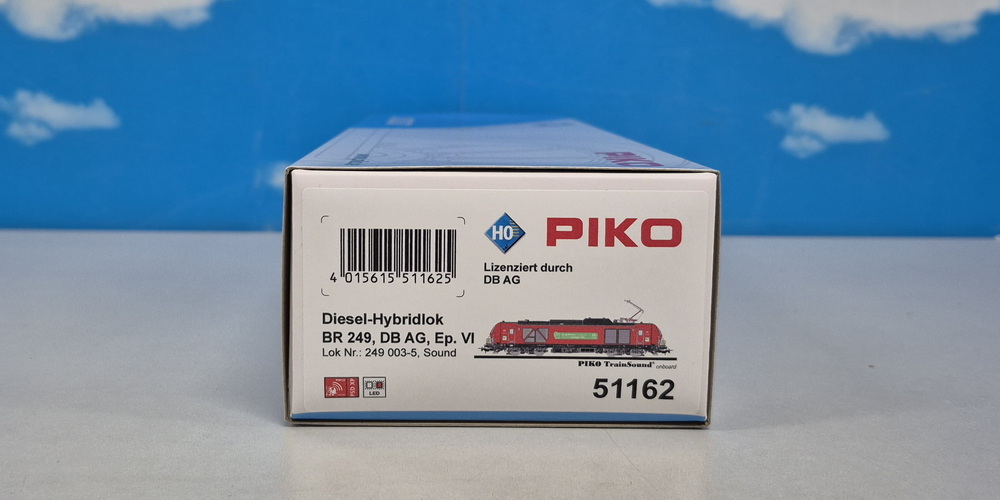 PIKO
4 015615 511625
H0 PIKO
Lizenziert durch
DB AG
Diesel-Hybridlok
BR 249, DB AG, Ep. VI
Lok Nr.: 249 003-5, Sound
PIKO TrainSound onboard
LED
51162